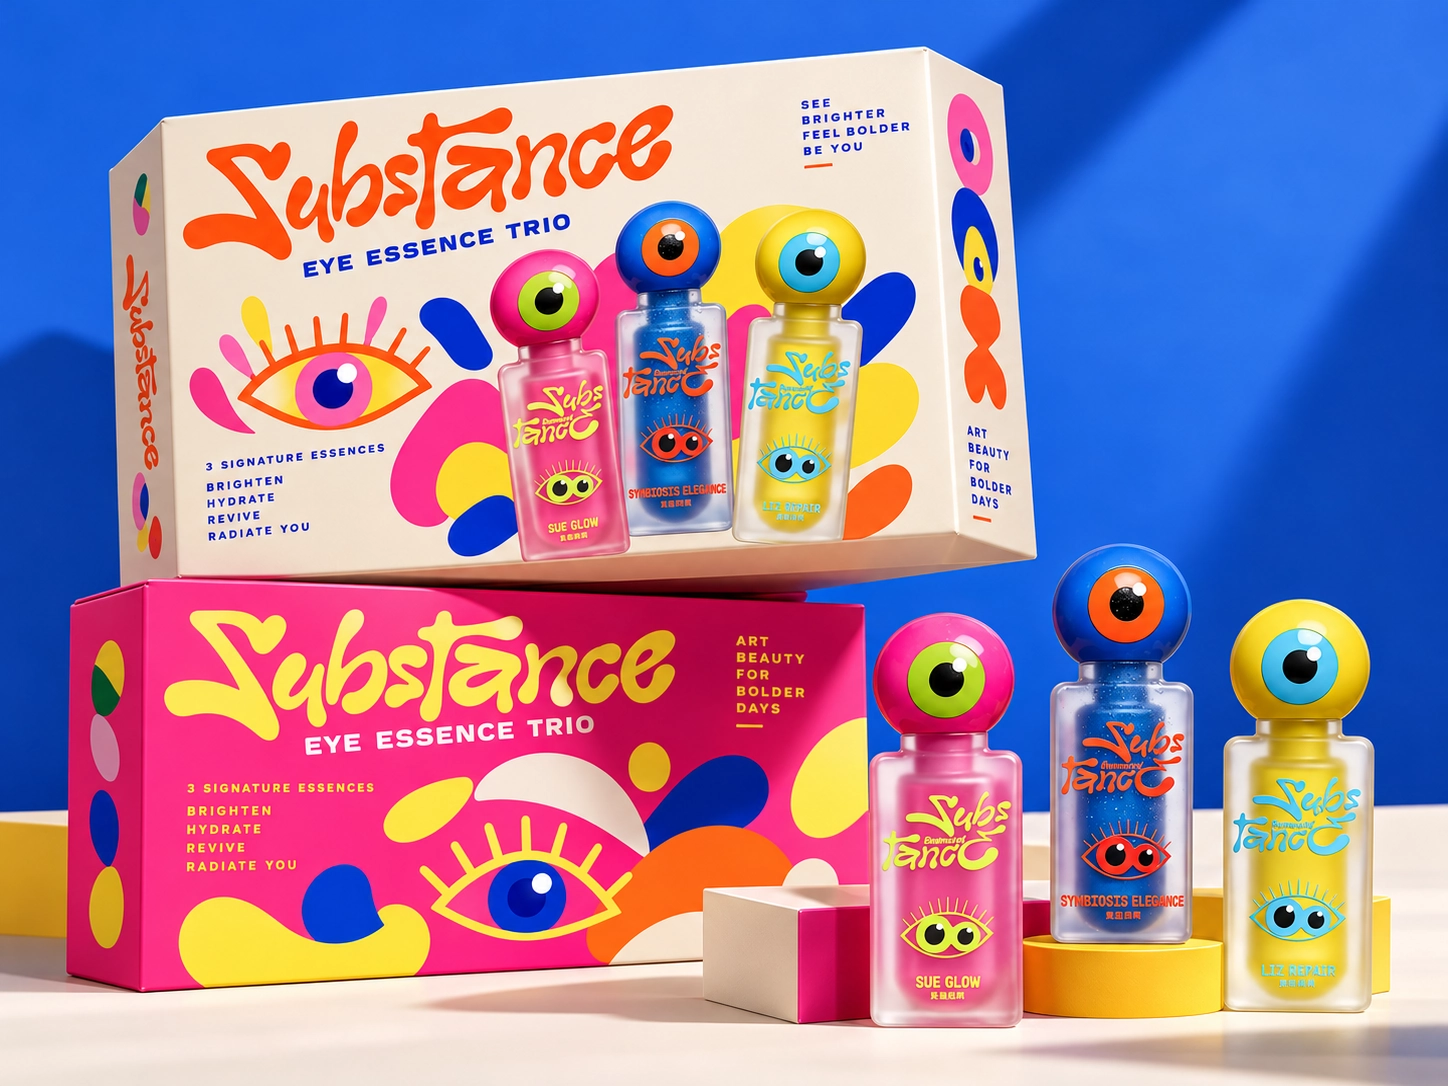 Substance
EYE ESSENCE TRIO
SEE
BRIGHTER
FEEL BOLDER
BE YOU
3 SIGNATURE ESSENCES
BRIGHTEN
HYDRATE
REVIVE
RADIATE YOU
Subs
tancE
SUE GLOW
Subs
tancE
SYMBIOSIS ELEGANCE
Subs
tancE
LIZ REPAIR
Substance
ART
BEAUTY
FOR
BOLDER
DAYS
Substance
EYE ESSENCE TRIO
ART
BEAUTY
FOR
BOLDER
DAYS
3 SIGNATURE ESSENCES
BRIGHTEN
HYDRATE
REVIVE
RADIATE YOU
Subs
tancE
SUE GLOW
Subs
tancE
SYMBIOSIS ELEGANCE
Subs
tancE
LIZ REPAIR